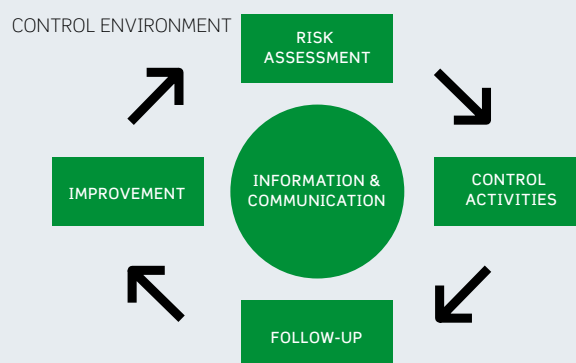 CONTROL ENVIRONMENT
RISK
ASSESSMENT
IMPROVEMENT
INFORMATION &
COMMUNICATION
CONTROL
ACTIVITIES
FOLLOW-UP